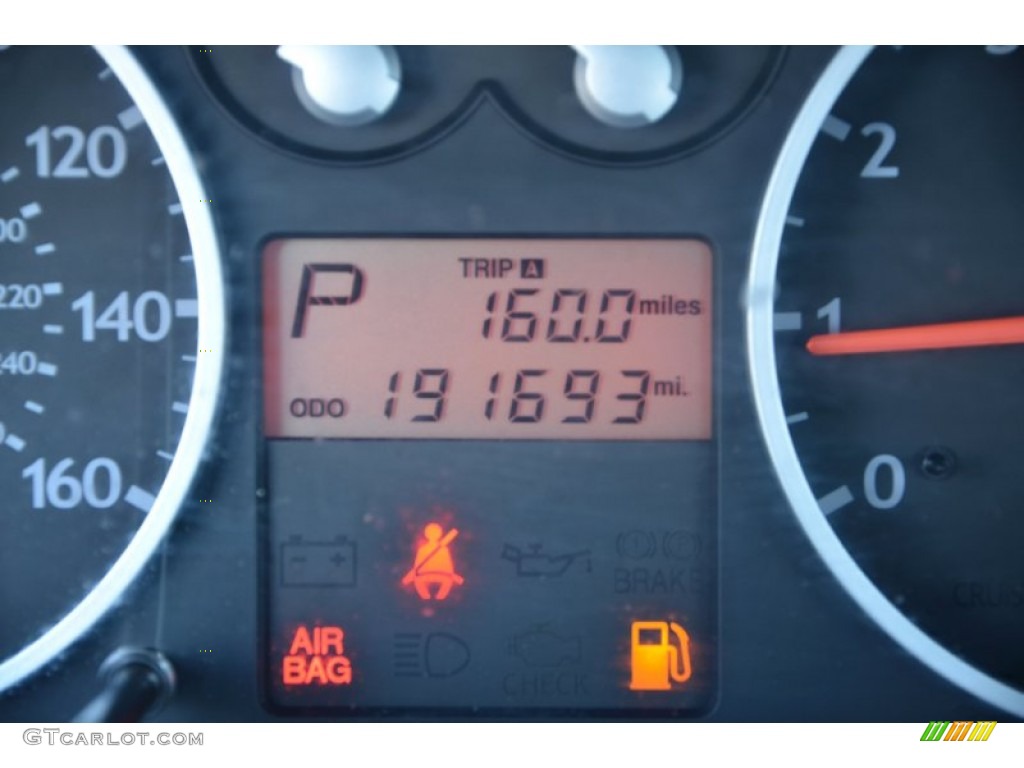 120
2
TRIP A
P
160.0 miles
220
140
1
240
ODO 191693 mi.
160
0
BRAKE
AIR
BAG
CHECK
GTCARLOT.COM